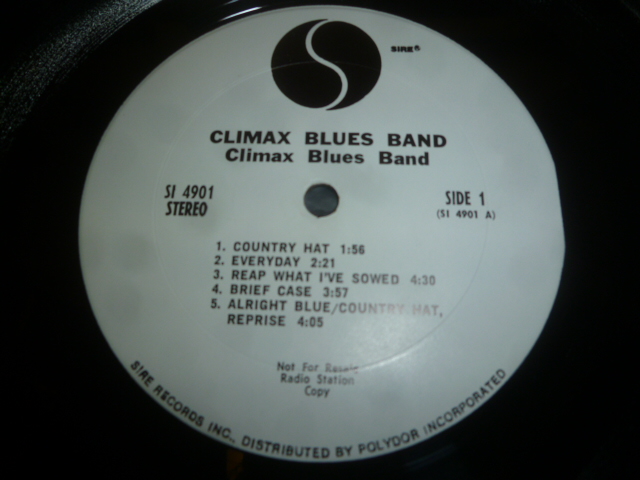 SIRE®
CLIMAX BLUES BAND
Climax Blues Band
SI 4901
STEREO
SIDE 1
(SI 4901 A)
1. COUNTRY HAT 1:56
2. EVERYDAY 2:21
3. REAP WHAT I'VE SOWED 4:30
4. BRIEF CASE 3:57
5. ALRIGHT BLUE/COUNTRY HAT,
REPRISE 4:05
Not For Resale
Radio Station
Copy
SIRE RECORDS INC., DISTRIBUTED BY POLYDOR INCORPORATED